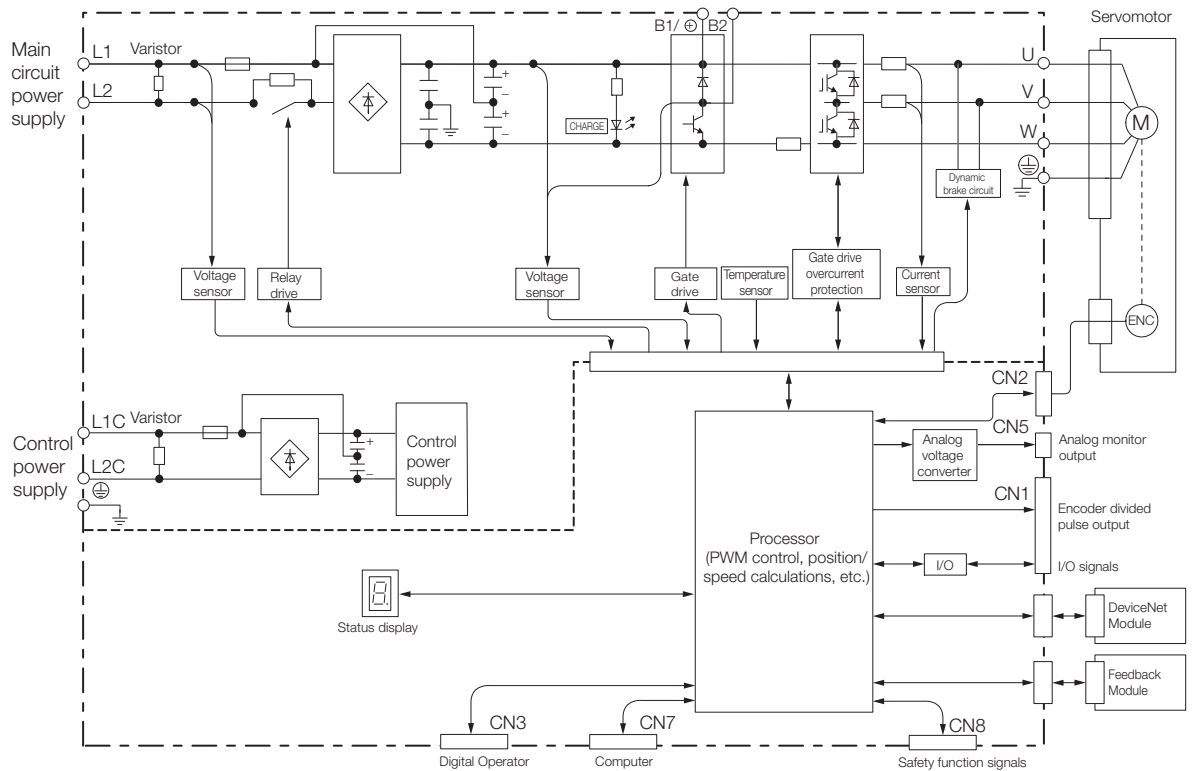 Servomotor
B1/ ⊕ B2
Main
circuit
power
supply
L1 Varistor
L2
+
–
+
–
CHARGE
U
V
W
M
Dynamic
brake circuit
Voltage
sensor
Relay
drive
Voltage
sensor
Gate
drive
Temperature
sensor
Gate drive
overcurrent
protection
Current
sensor
ENC
CN2
L1C Varistor
Control
power
supply
L2C
+
–
Control
power
supply
CN5
Analog
voltage
converter
Analog monitor
output
CN1
Encoder divided
pulse output
Processor
(PWM control, position/
speed calculations, etc.)
I/O
I/O signals
8.
Status display
DeviceNet
Module
Feedback
Module
CN3
CN7
CN8
Digital Operator
Computer
Safety function signals